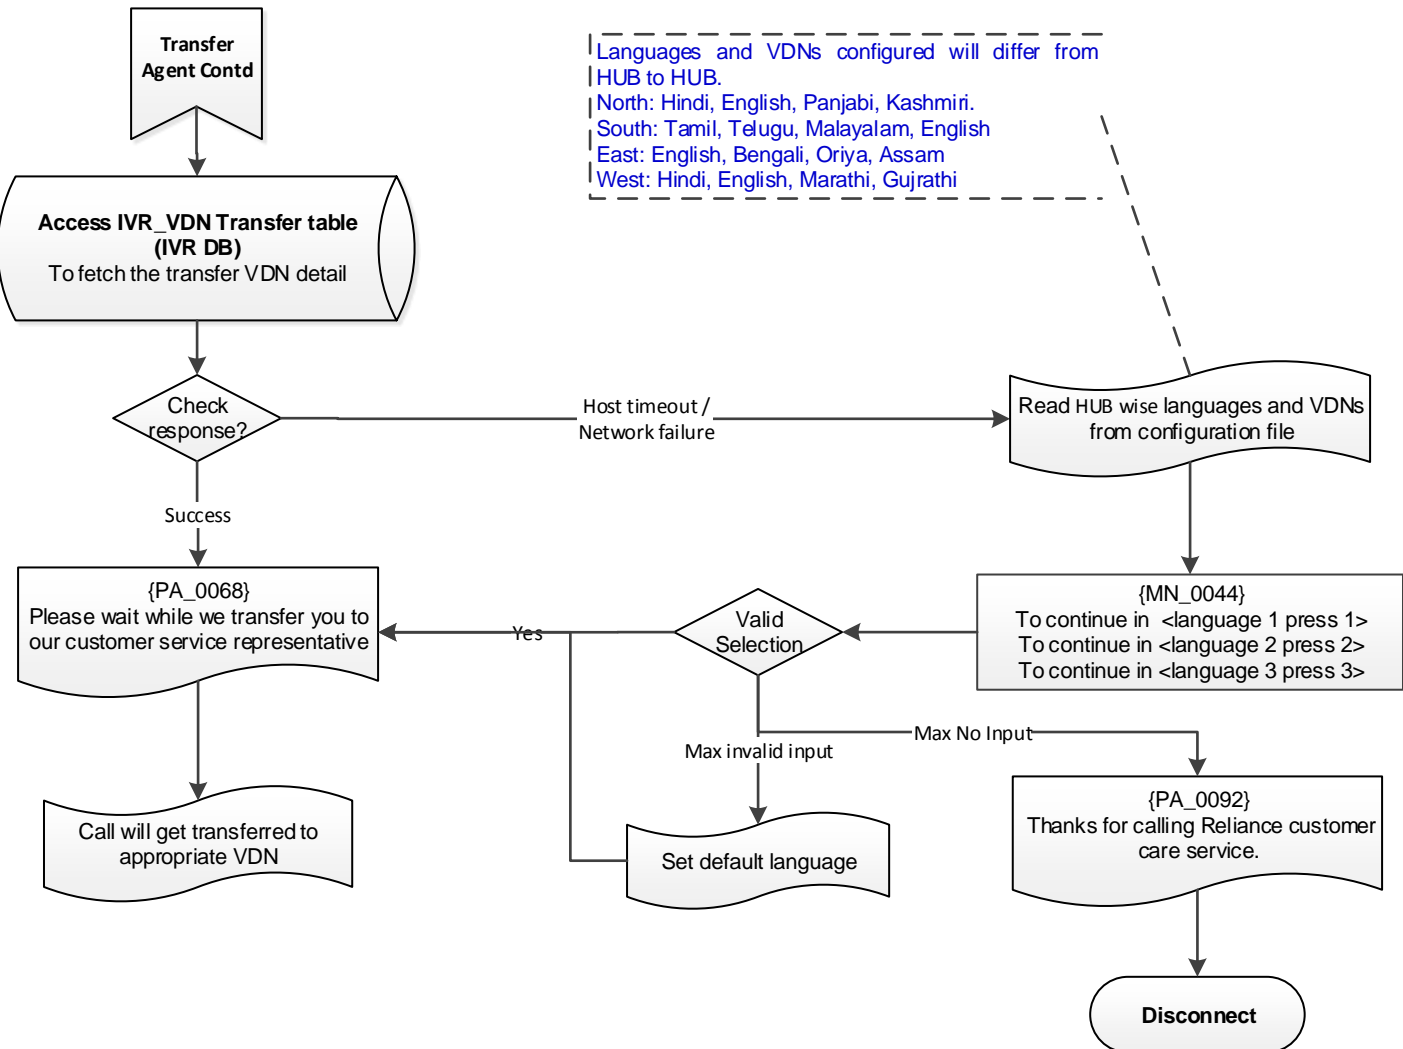 Transfer
Agent Contd
Languages and VDNs configured will differ from
HUB to HUB.
North: Hindi, English, Panjabi, Kashmiri.
South: Tamil, Telugu, Malayalam, English
East: English, Bengali, Oriya, Assam
West: Hindi, English, Marathi, Gujrathi
Access IVR_VDN Transfer table
(IVR DB)
To fetch the transfer VDN detail
Check
response?
Host timeout /
Network failure
Read HUB wise languages and VDNs
from configuration file
Success
{PA_0068}
Please wait while we transfer you to
our customer service representative
Yes
Valid
Selection
{MN_0044}
To continue in <language 1 press 1>
To continue in <language 2 press 2>
To continue in <language 3 press 3>
Max invalid input
Max No Input
Call will get transferred to
appropriate VDN
Set default language
{PA_0092}
Thanks for calling Reliance customer
care service.
Disconnect